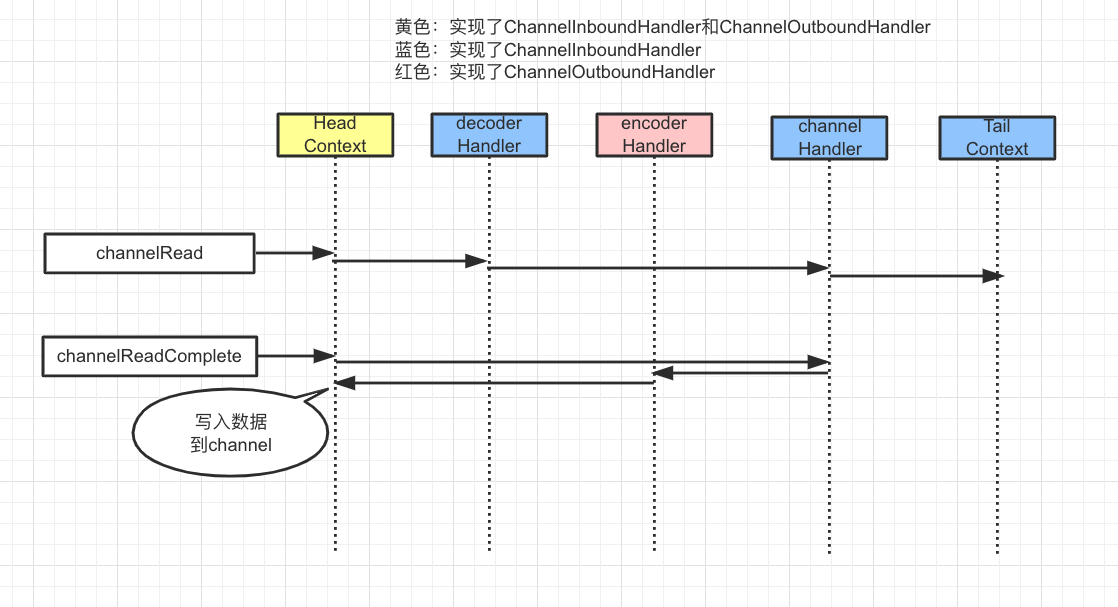 黄色：实现了ChannelInboundHandler和ChannelOutboundHandler
蓝色：实现了ChannelInboundHandler
红色：实现了ChannelOutboundHandler
Head
Context
decoder
Handler
encoder
Handler
channel
Handler
Tail
Context
channelRead
channelReadComplete
写入数据
到channel